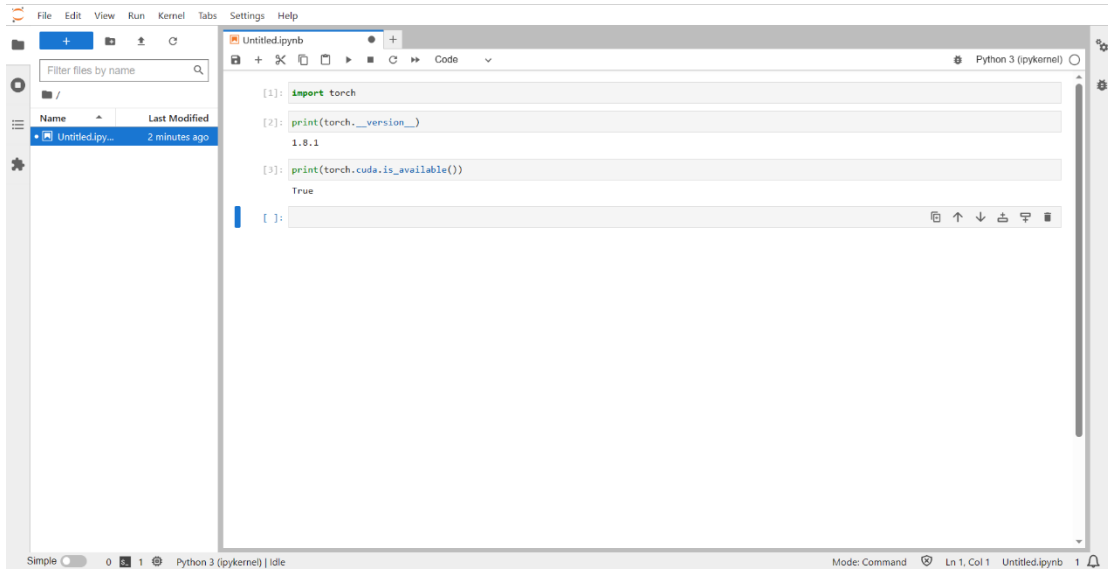 File Edit View Run Kernel Tabs Settings Help
Untitled.ipynb
Code
Python 3 (ipykernel)
Filter files by name
/
Name Last Modified
Untitled.ipy... 2 minutes ago
[1]: import torch
[2]: print(torch.__version__)
1.8.1
[3]: print(torch.cuda.is_available())
True
[ ]:
Simple 0 1 Python 3 (ipykernel) | Idle Mode: Command Ln 1, Col 1 Untitled.ipynb 1